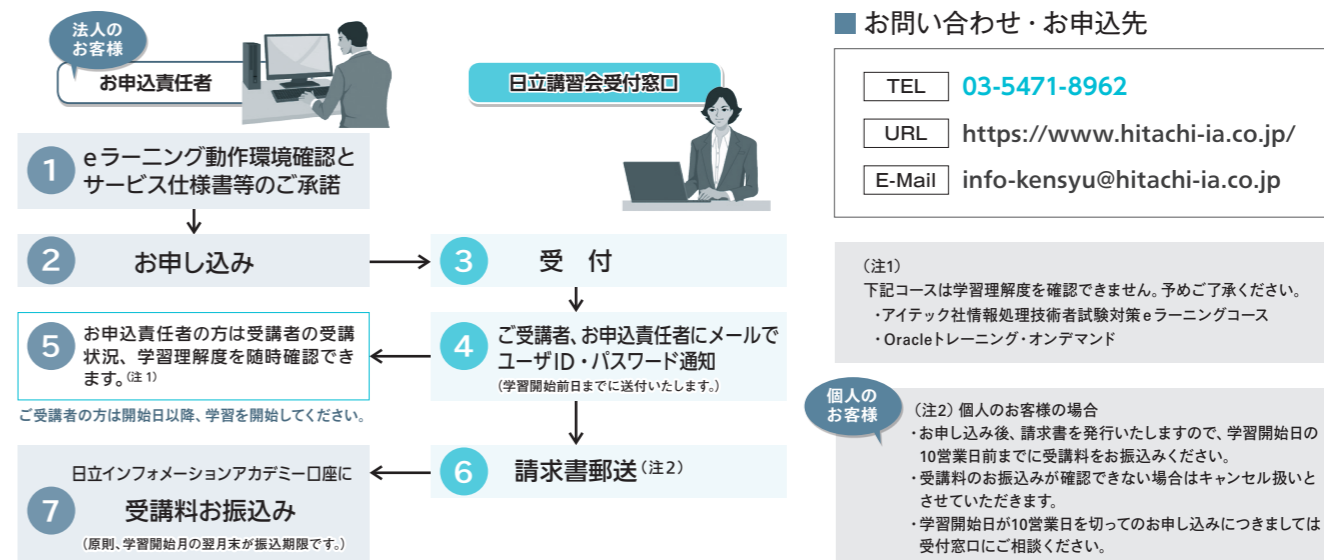 法人の
お客様
お申込責任者
日立講習会受付窓口
1 eラーニング動作環境確認と
サービス仕様書等のご承諾
2 お申し込み
3 受 付
4 ご受講者、お申込責任者にメールで
ユーザID・パスワード通知
(学習開始前日までに送付いたします。)
5 お申込責任者の方は受講者の受講
状況、学習理解度を随時確認でき
ます。(注1)
ご受講者の方は開始日以降、学習を開始してください。
6 請求書郵送(注2)
日立インフォメーションアカデミー口座に
7 受講料お振込み
(原則、学習開始月の翌月末が振込期限です。)
■ お問い合わせ・お申込先
TEL 03-5471-8962
URL https://www.hitachi-ia.co.jp/
E-Mail info-kensyu@hitachi-ia.co.jp
(注1)
下記コースは学習理解度を確認できません。予めご了承ください。
・アイテック社情報処理技術者試験対策eラーニングコース
・Oracleトレーニング・オンデマンド
個人の
お客様
(注2) 個人のお客様の場合
・お申し込み後、請求書を発行いたしますので、学習開始日の
10営業日前までに受講料をお振込みください。
・受講料のお振込みが確認できない場合はキャンセル扱いと
させていただきます。
・学習開始日が10営業日を切ってのお申し込みにつきましては
受付窓口にご相談ください。